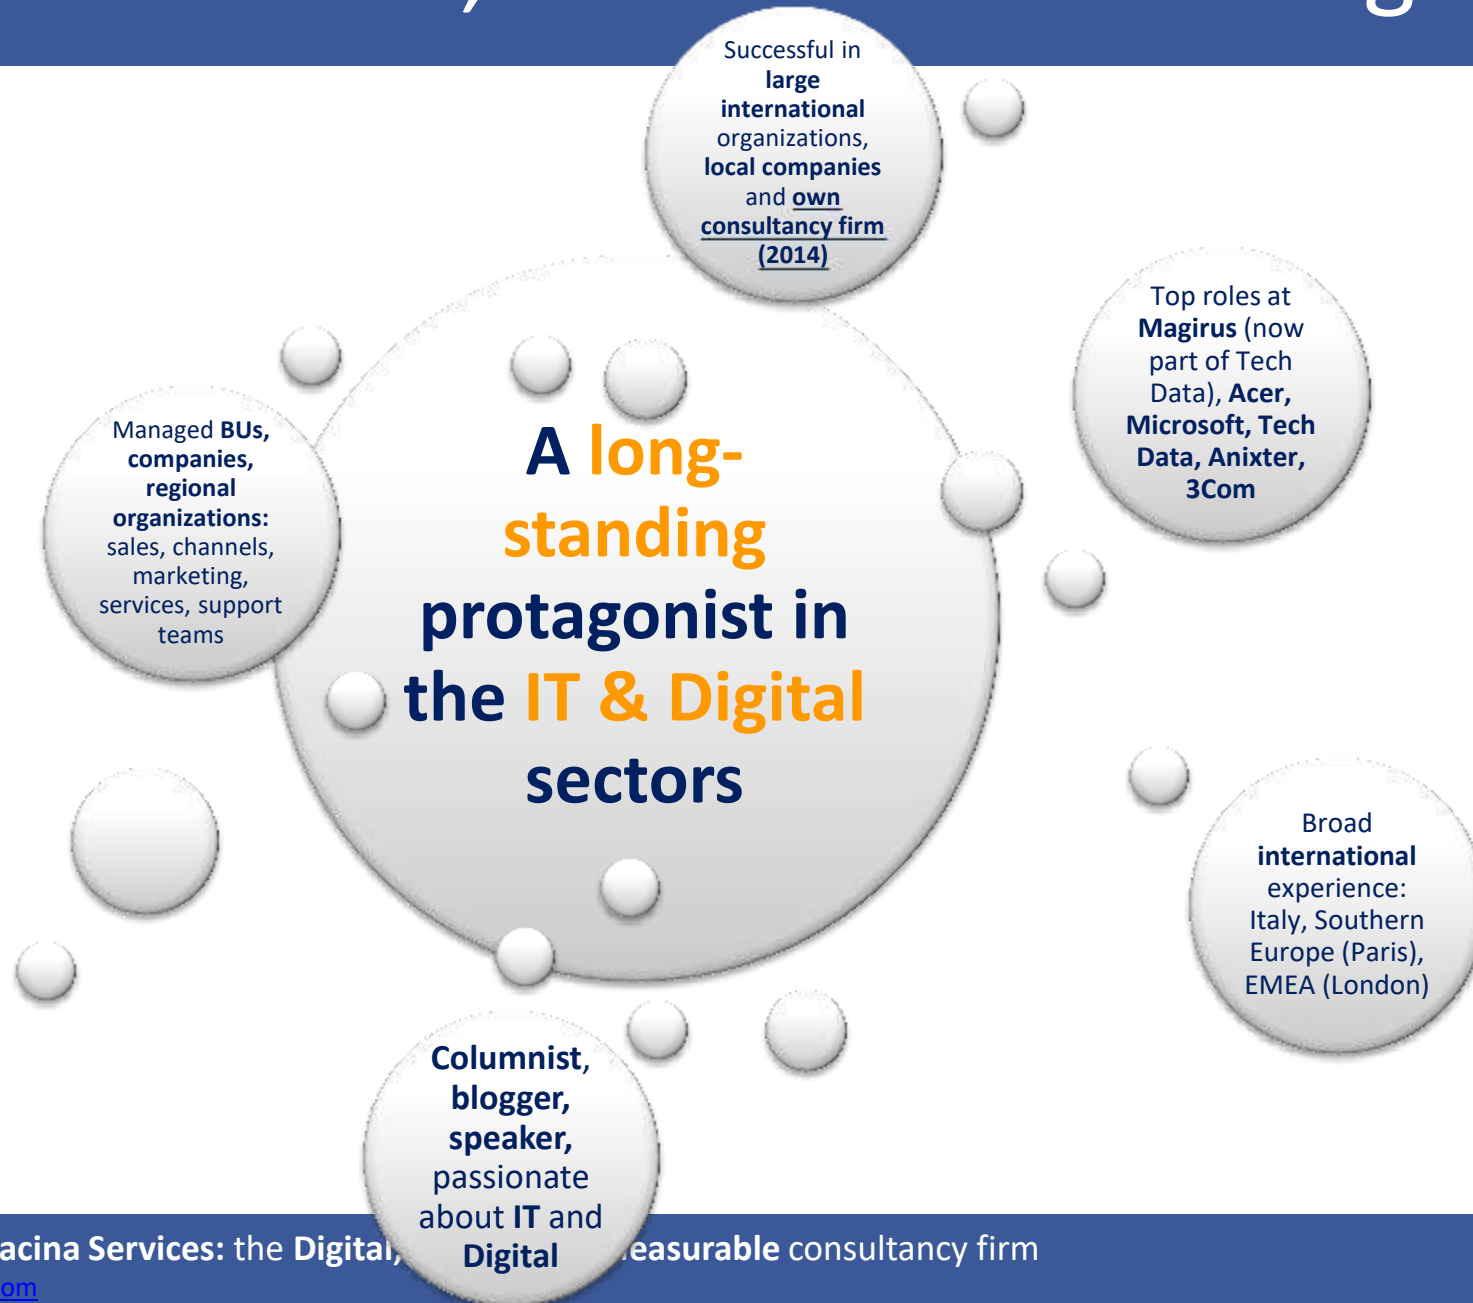 Successful in
large
international
organizations,
local companies
and own
consultancy firm
(2014)
Top roles at
Magirus (now
part of Tech
Data), Acer,
Microsoft, Tech
Data, Anixter,
3Com
Managed BUs,
companies,
regional
organizations:
sales, channels,
marketing,
services, support
teams
A long-
standing
protagonist in
the IT & Digital
sectors
Broad
international
experience:
Italy, Southern
Europe (Paris),
EMEA (London)
Columnist,
blogger,
speaker,
passionate
about IT and
Digital
acina Services: the Digital, easurable consultancy firm
om